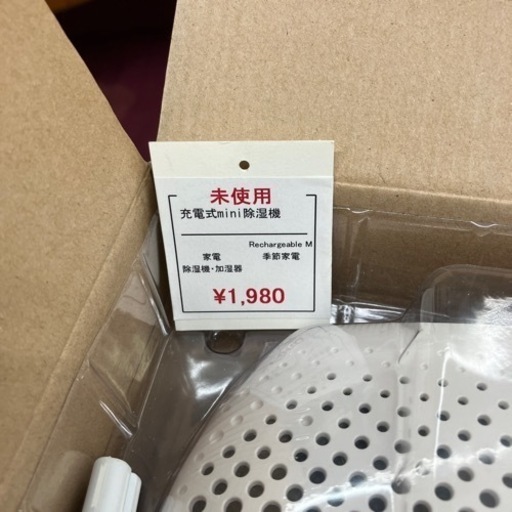 未使用
充電式mini除湿機
Rechargeable M
家電 季節家電
除湿機・加湿器
¥1,980